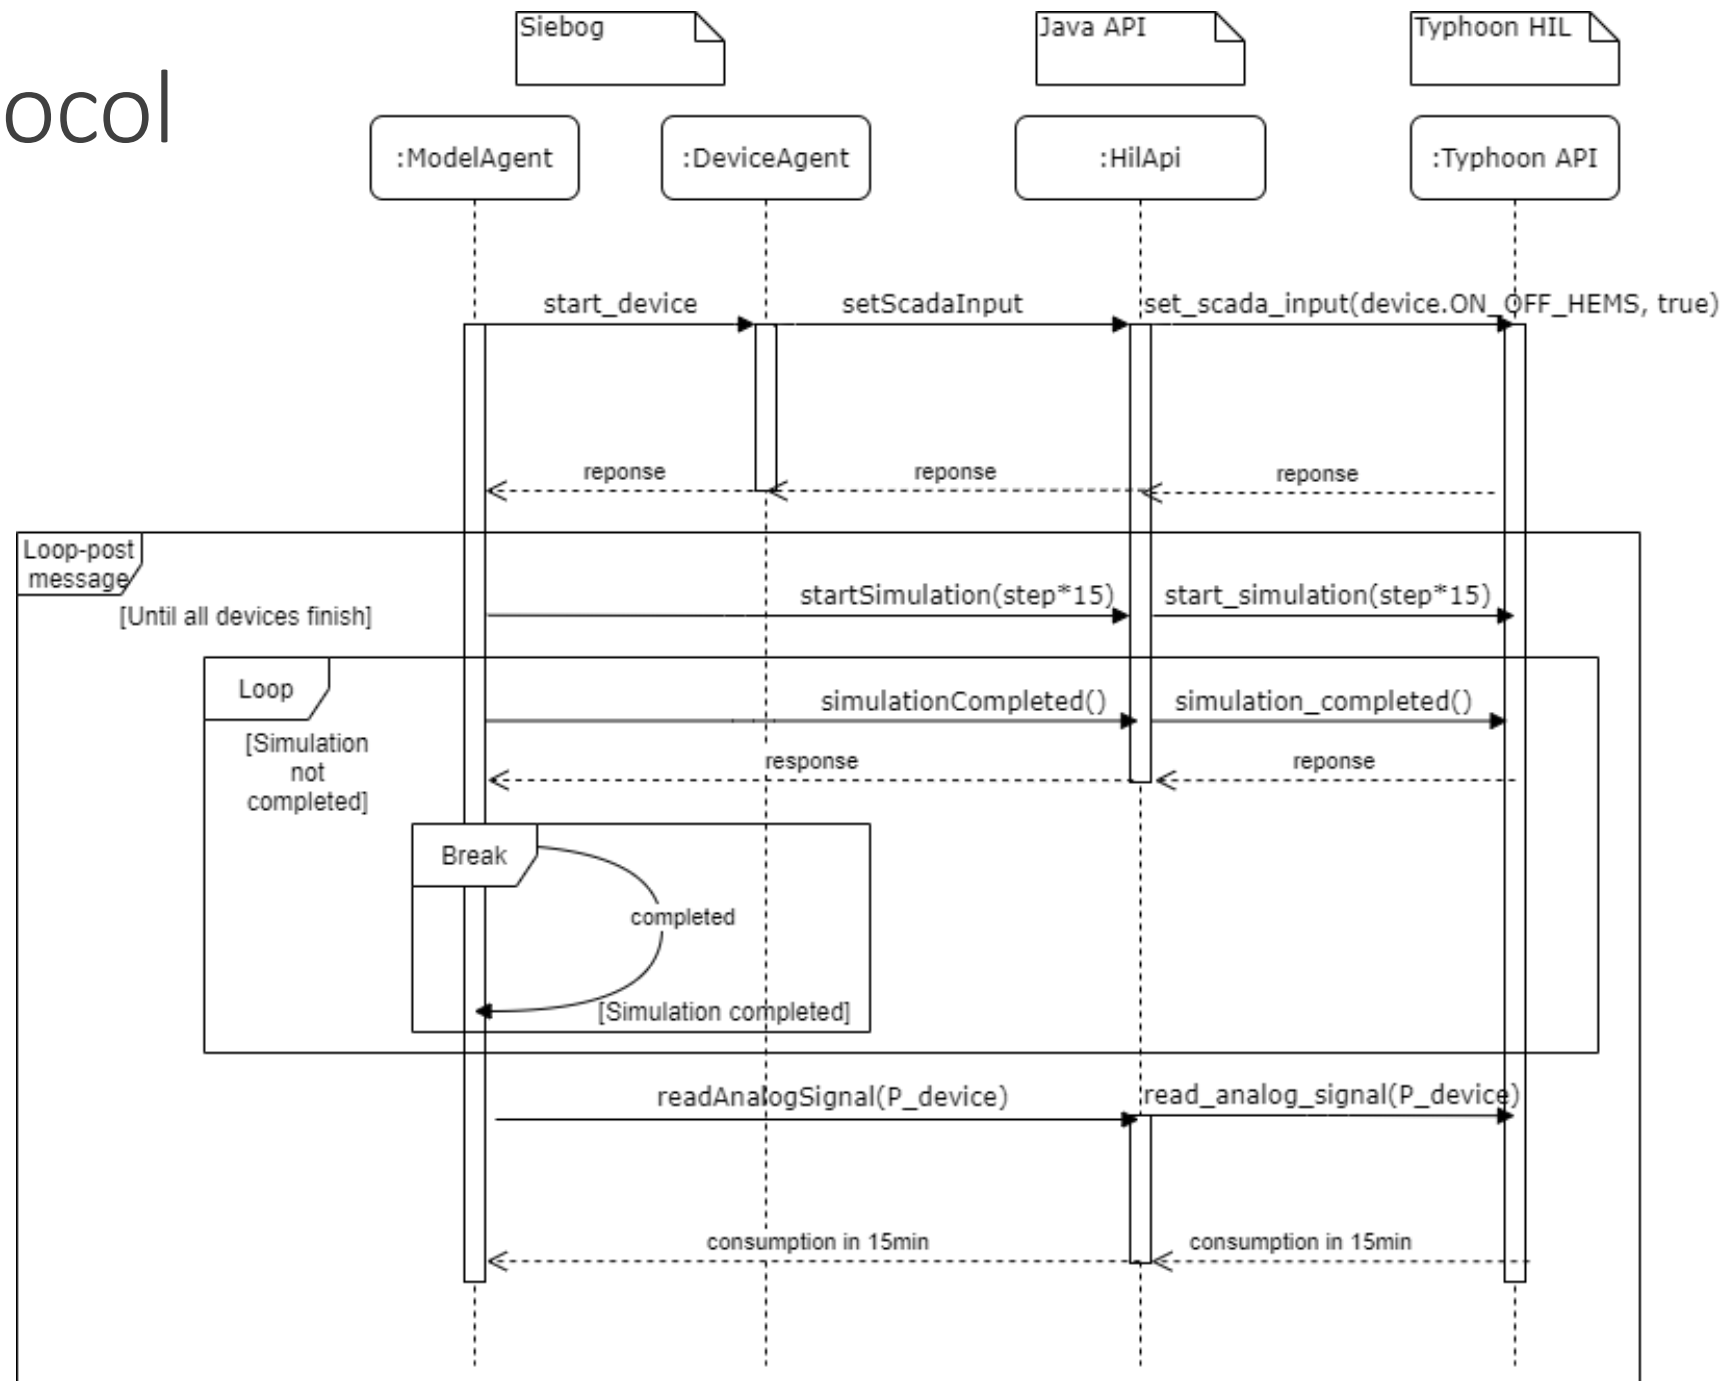 Siebog
Java API
Typhoon HIL
ocol
:ModelAgent
:DeviceAgent
:HilApi
:Typhoon API
start_device
setScadaInput
set_scada_input(device.ON_OFF_HEMS, true)
reponse
reponse
reponse
Loop-post
message
[Until all devices finish]
startSimulation(step*15)
start_simulation(step*15)
Loop
[Simulation
not
completed]
simulationCompleted()
simulation_completed()
response
reponse
Break
completed
[Simulation completed]
readAnalogSignal(P_device)
read_analog_signal(P_device)
consumption in 15min
consumption in 15min